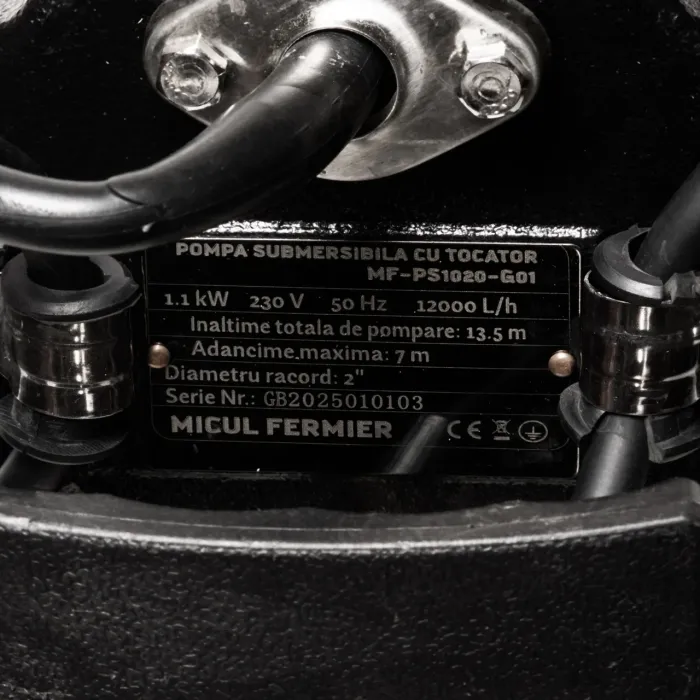 POMPA SUBMERSIBILA CU TOCATOR
MF-PS1020-G01
1.1 kW 230 V 50 Hz 12000 L/h
Inaltime totala de pompare: 13.5 m
Adancime.maxima: 7 m
Diametru racord: 2"
Serie Nr.: GB2025010103
MICUL FERMIER CE